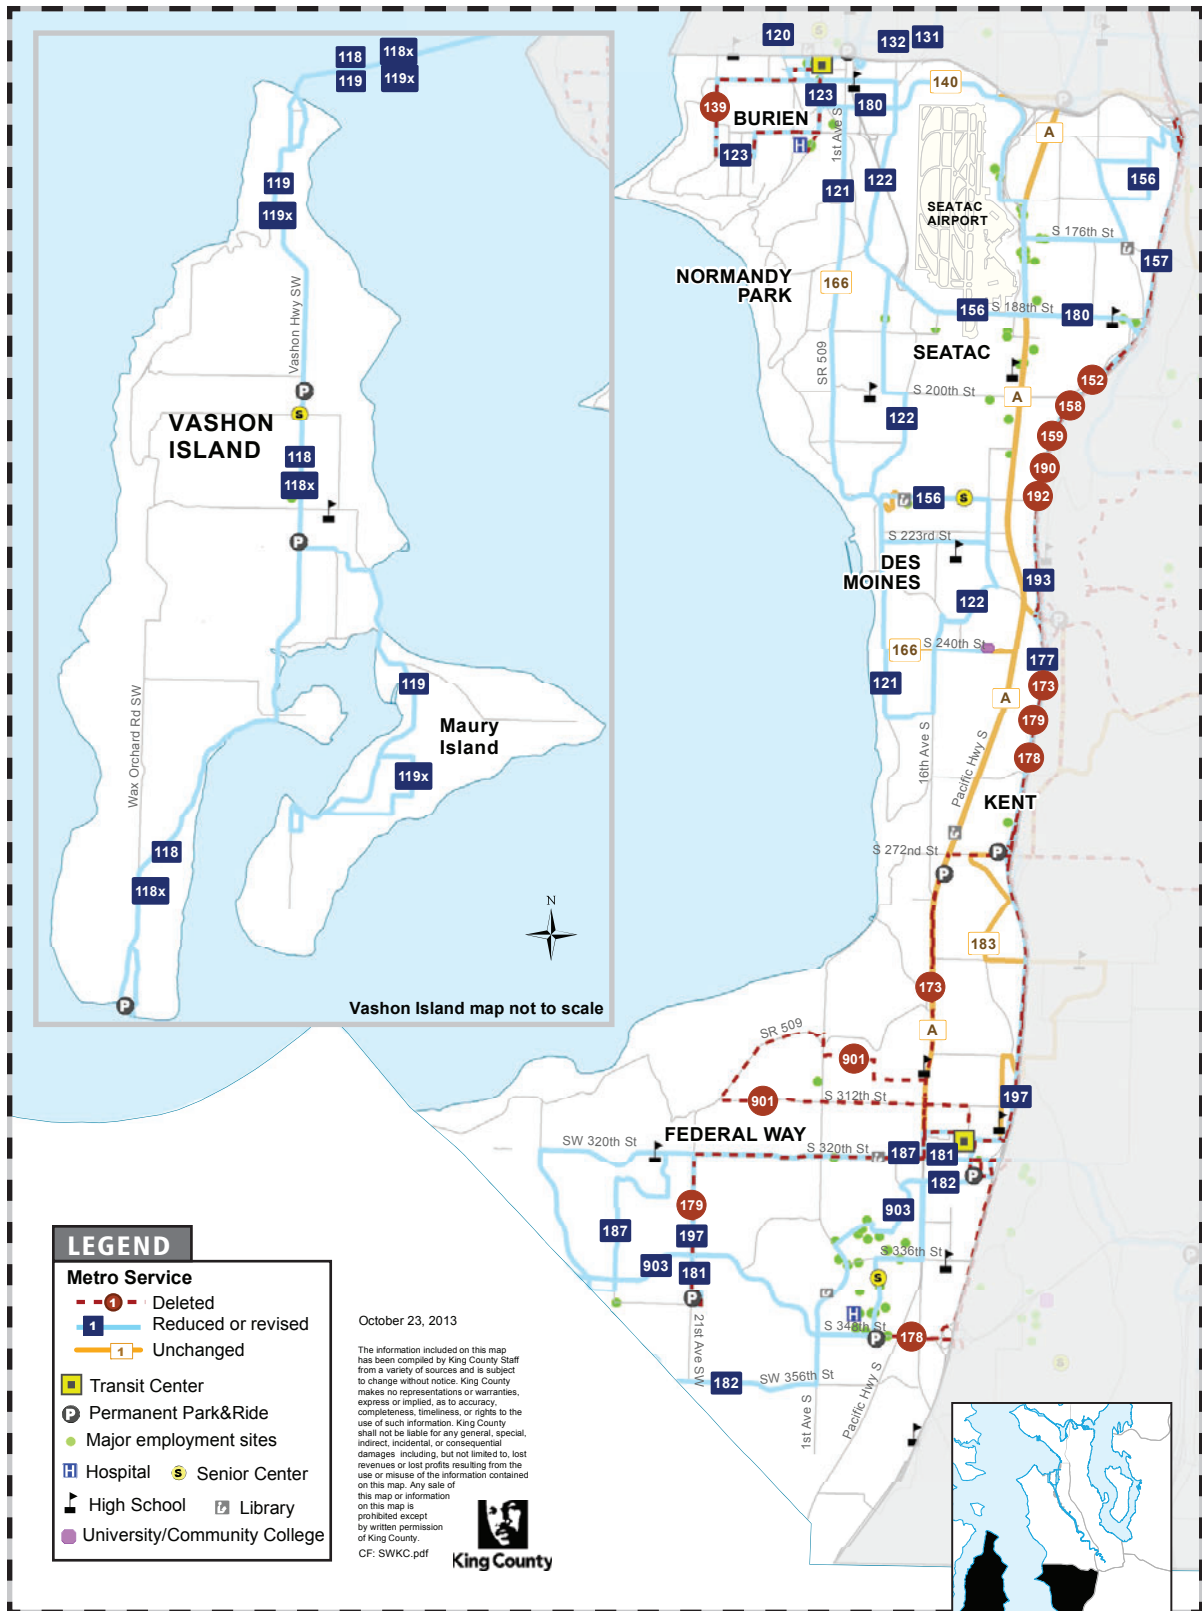 118
118x
119
119x
119
119x
Vashon Hwy SW
VASHON
ISLAND
118
118x
Wax Orchard Rd SW
119
Maury
Island
119x
118
118x
N
Vashon Island map not to scale
120
132
131
140
139
123
180
BURIEN
1st Ave S
A
123
121
122
156
SEATAC
AIRPORT
S 176th St
157
NORMANDY
PARK
166
156
S 188th St
180
SEATAC
SR 509
152
S 200th St
A
158
122
159
190
192
156
S 223rd St
DES
MOINES
193
122
166
S 240th St
177
121
173
A
179
16th Ave S
Pacific Hwy S
178
KENT
S 272nd St
183
173
SR 509
A
901
901
S 312th St
197
FEDERAL WAY
SW 320th St
S 320th St
187
181
182
179
903
187
197
903
S 336th St
181
21st Ave SW
S 348th St
178
182
SW 356th St
1st Ave S
Pacific Hwy S
LEGEND
Metro Service
1 Deleted
1 Reduced or revised
1 Unchanged
Transit Center
P Permanent Park&Ride
Major employment sites
H Hospital
S Senior Center
High School
Library
University/Community College
October 23, 2013
The information included on this map
has been compiled by King County Staff
from a variety of sources and is subject
to change without notice. King County
makes no representations or warranties,
express or implied, as to accuracy,
completeness, timeliness, or rights to the
use of such information. King County
shall not be liable for any general, special,
indirect, incidental, or consequential
damages including, but not limited to, lost
revenues or lost profits resulting from the
use or misuse of the information contained
on this map. Any sale of
this map or information
on this map is
prohibited except
by written permission
of King County.
CF: SWKC.pdf
King County